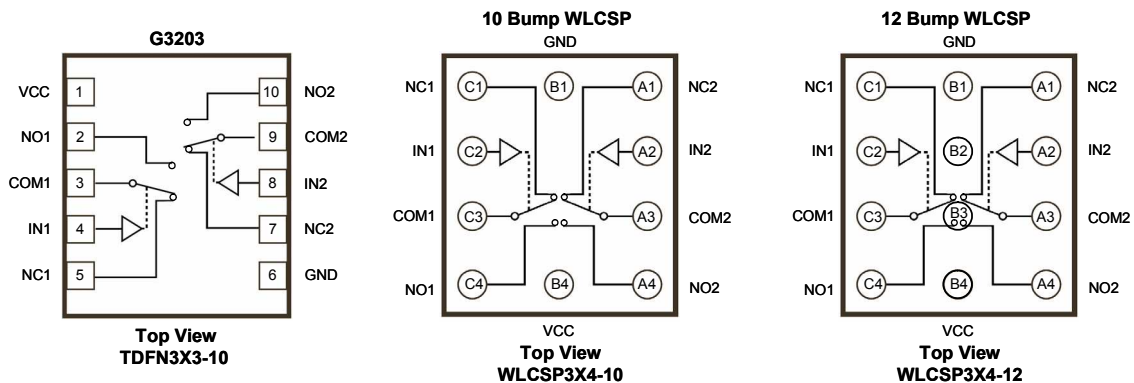 G3203
VCC 1 10 NO2
NO1 2 9 COM2
COM1 3 8 IN2
IN1 4 7 NC2
NC1 5 6 GND
Top View
TDFN3X3-10
10 Bump WLCSP
GND
NC1 C1 B1 A1 NC2
IN1 C2 A2 IN2
COM1 C3 A3 COM2
NO1 C4 B4 A4 NO2
VCC
Top View
WLCSP3X4-10
12 Bump WLCSP
GND
NC1 C1 B1 A1 NC2
IN1 C2 B2 A2 IN2
COM1 C3 B3 A3 COM2
NO1 C4 B4 A4 NO2
VCC
Top View
WLCSP3X4-12